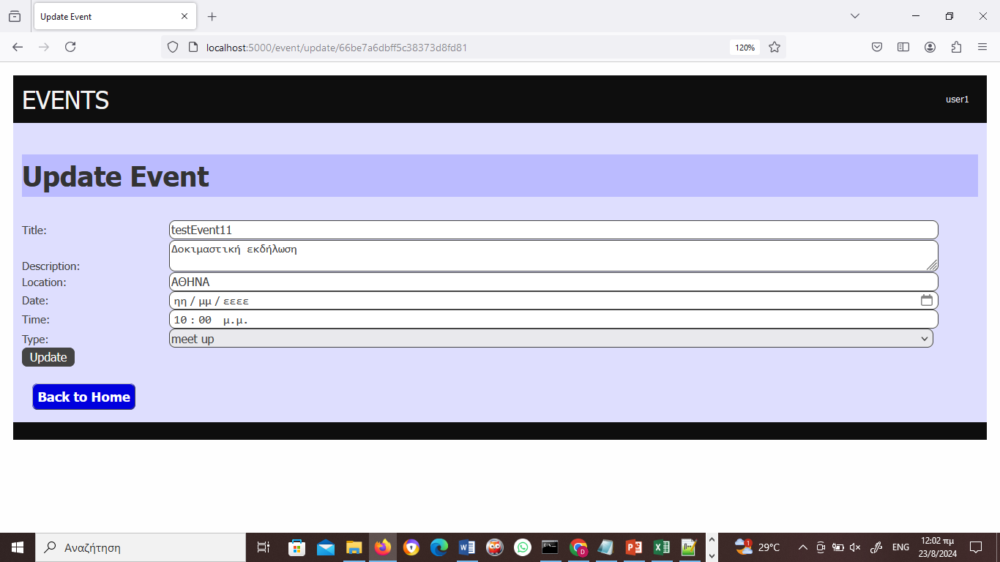 Update Event
localhost:5000/event/update/66be7a6dbff5c38373d8fd81
120%
EVENTS
user1
Update Event
Title: testEvent11
Description: Δοκιμαστική εκδήλωση
Location: ΑΘΗΝΑ
Date: ηη / μμ / εεεε
Time: 10 : 00 μ.μ.
Type: meet up
Update
Back to Home
Αναζήτηση
1
29°C
ENG
12:02 πμ
23/8/2024